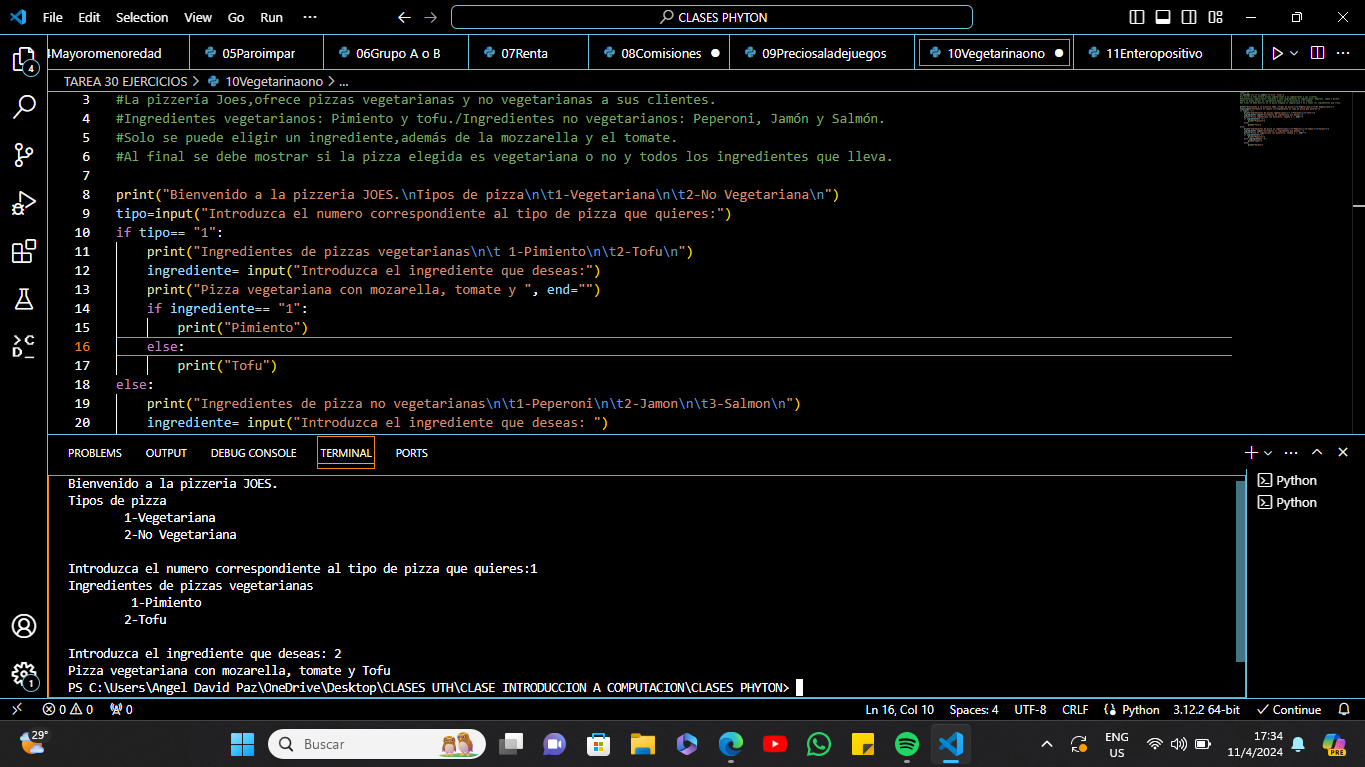 File Edit Selection View Go Run ··· CLASES PHYTON
4Mayoromenoredad 05Paroimpar 06Grupo A o B 07Renta 08Comisiones 09Preciosaladejuegos 10Vegetarinaono 11Enteropositivo
TAREA 30 EJERCICIOS > 10Vegetarinaono > ...
3 #La pizzería Joes,ofrece pizzas vegetarianas y no vegetarianas a sus clientes.
4 #Ingredientes vegetarianos: Pimiento y tofu./Ingredientes no vegetarianos: Peperoni, Jamón y Salmón.
5 #Solo se puede eligir un ingrediente,además de la mozzarella y el tomate.
6 #Al final se debe mostrar si la pizza elegida es vegetariana o no y todos los ingredientes que lleva.
7
8 print("Bienvenido a la pizzeria JOES.\nTipos de pizza\n\t1-Vegetariana\n\t2-No Vegetariana\n")
9 tipo=input("Introduzca el numero correspondiente al tipo de pizza que quieres:")
10 if tipo== "1":
11 print("Ingredientes de pizzas vegetarianas\n\t 1-Pimiento\n\t2-Tofu\n")
12 ingrediente= input("Introduzca el ingrediente que deseas:")
13 print("Pizza vegetariana con mozarella, tomate y ", end="")
14 if ingrediente== "1":
15 print("Pimiento")
16 else:
17 print("Tofu")
18 else:
19 print("Ingredientes de pizza no vegetarianas\n\t1-Peperoni\n\t2-Jamon\n\t3-Salmon\n")
20 ingrediente= input("Introduzca el ingrediente que deseas: ")
PROBLEMS OUTPUT DEBUG CONSOLE TERMINAL PORTS
Bienvenido a la pizzeria JOES.
Tipos de pizza
1-Vegetariana
2-No Vegetariana
Introduzca el numero correspondiente al tipo de pizza que quieres:1
Ingredientes de pizzas vegetarianas
1-Pimiento
2-Tofu
Introduzca el ingrediente que deseas: 2
Pizza vegetariana con mozarella, tomate y Tofu
PS C:\Users\Angel David Paz\OneDrive\Desktop\CLASES UTH\CLASE INTRODUCCION A COMPUTACION\CLASES PHYTON>
Python
Python
4
1
0 0 0 Ln 16, Col 10 Spaces: 4 UTF-8 CRLF Python 3.12.2 64-bit Continue
29° Buscar ENG US 17:34 11/4/2024 PRE